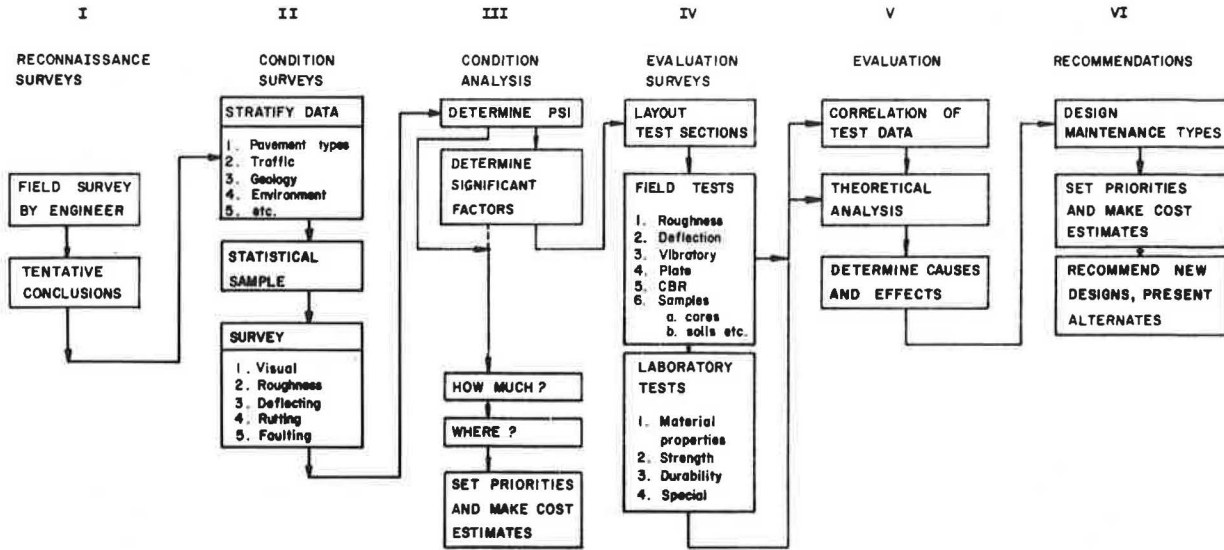 I
II
III
IV
V
VI
RECONNAISSANCE
SURVEYS
CONDITION
SURVEYS
CONDITION
ANALYSIS
EVALUATION
SURVEYS
EVALUATION
RECOMMENDATIONS
FIELD SURVEY
BY ENGINEER
TENTATIVE
CONCLUSIONS
STRATIFY DATA
1. Pavement types
2. Traffic
3. Geology
4. Environment
5. etc.
STATISTICAL
SAMPLE
SURVEY
1. Visual
2. Roughness
3. Deflecting
4. Rutting
5. Faulting
DETERMINE PSI
DETERMINE
SIGNIFICANT
FACTORS
HOW MUCH?
WHERE ?
SET PRIORITIES
AND MAKE COST
ESTIMATES
LAYOUT
TEST SECTIONS
FIELD TESTS
1. Roughness
2. Deflection
3. Vibratory
4. Plate
5. CBR
6. Samples
a. cores
b. soils etc.
LABORATORY
TESTS
1. Material
properties
2. Strength
3. Durability
4. Special
CORRELATION OF
TEST DATA
THEORETICAL
ANALYSIS
DETERMINE CAUSES
AND EFFECTS
DESIGN
MAINTENANCE TYPES
SET PRIORITIES
AND MAKE COST
ESTIMATES
RECOMMEND NEW
DESIGNS, PRESENT
ALTERNATES